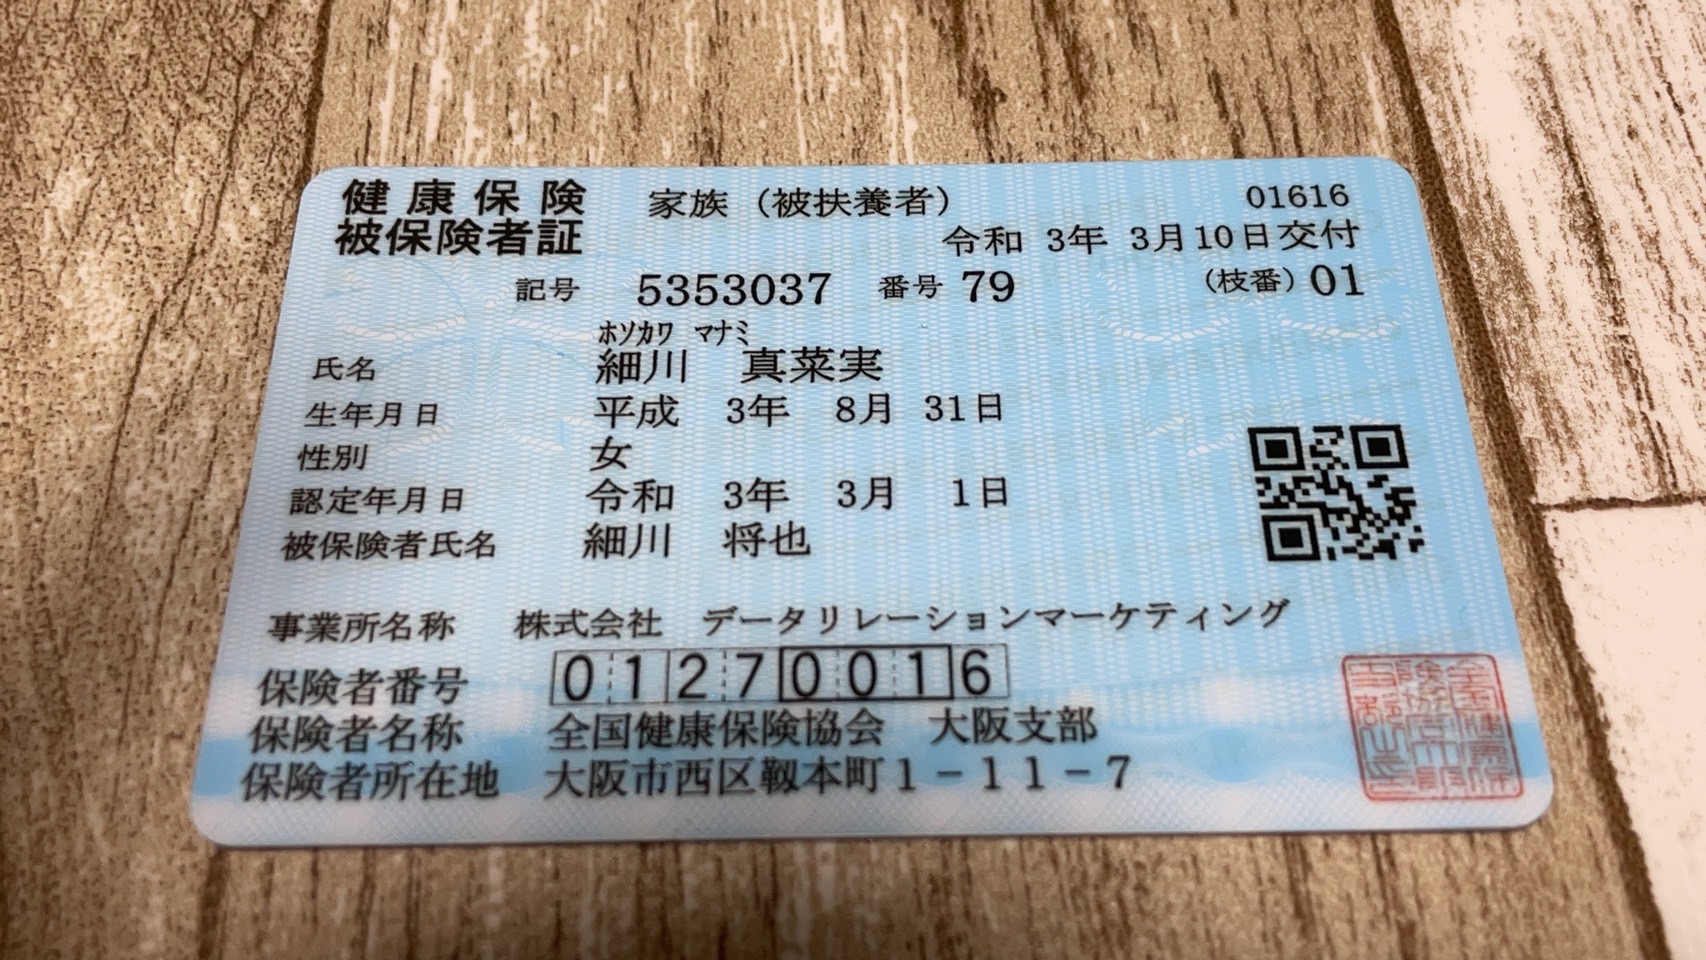 健康保険 家族（被扶養者） 01616
被保険者証 令和 3年 3月10日交付
記号 5353037 番号 79 （枝番）01
ﾎｿｶﾜ ﾏﾅﾐ
氏名 細川 真菜実
生年月日 平成 3年 8月 31日
性別 女
認定年月日 令和 3年 3月 1日
被保険者氏名 細川 将也
事業所名称 株式会社 データリレーションマーケティング
保険者番号 01270016
保険者名称 全国健康保険協会 大阪支部
保険者所在地 大阪市西区靱本町1－11－7